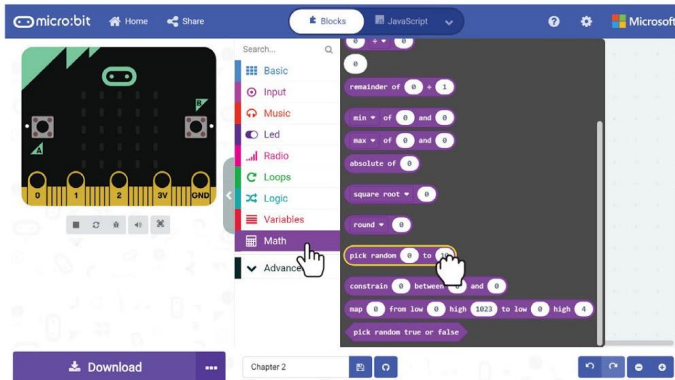 micro:bit Home Share Blocks JavaScript Microsoft
Search...
Basic
Input
Music
Led
Radio
Loops
Logic
Variables
Math
0 ÷ 0
0
remainder of 0 ÷ 1
min of 0 and 0
max of 0 and 0
absolute of 0
square root 0
round 0
pick random 0 to
constrain 0 between 0 and 0
map 0 from low 0 high 1023 to low 0 high 4
pick random true or false
B
A
0 1 2 3V GND
Download
Chapter 2